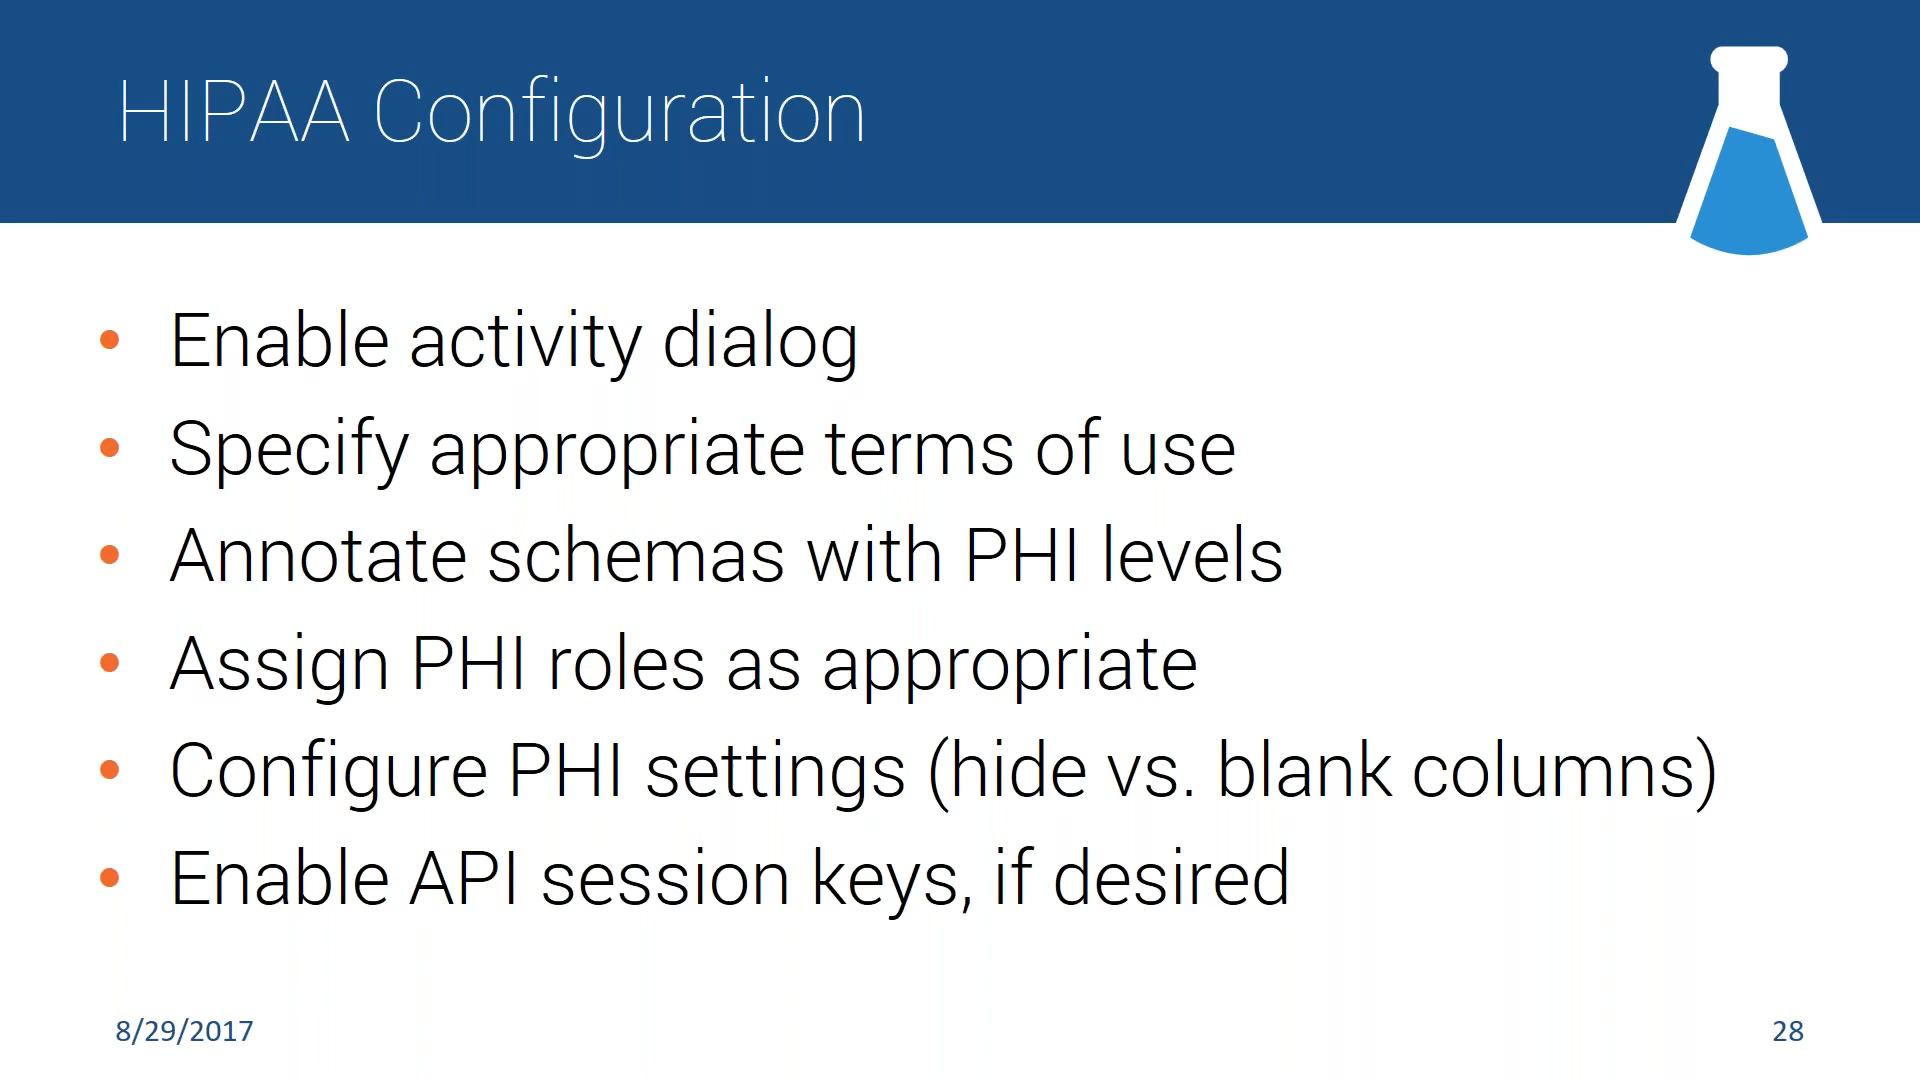 HIPAA Configuration
• Enable activity dialog
• Specify appropriate terms of use
• Annotate schemas with PHI levels
• Assign PHI roles as appropriate
• Configure PHI settings (hide vs. blank columns)
• Enable API session keys, if desired
8/29/2017
28